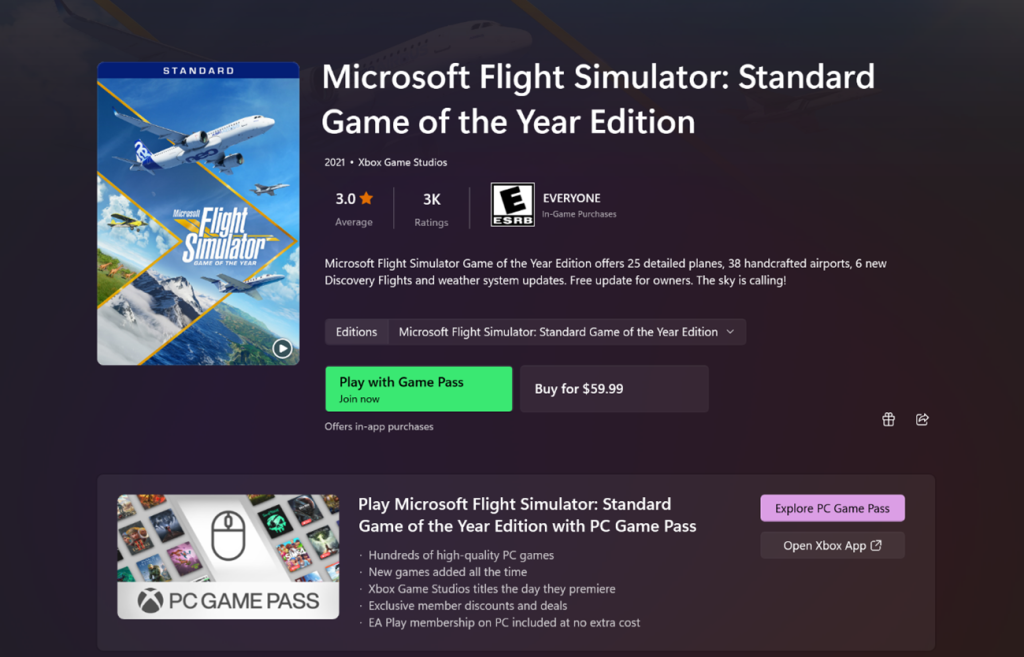 STANDARD
Microsoft
Flight
Simulator
GAME OF THE YEAR
Microsoft Flight Simulator: Standard
Game of the Year Edition
2021 • Xbox Game Studios
3.0
Average
3K
Ratings
E
ESRB
EVERYONE
In-Game Purchases
Microsoft Flight Simulator Game of the Year Edition offers 25 detailed planes, 38 handcrafted airports, 6 new
Discovery Flights and weather system updates. Free update for owners. The sky is calling!
Editions
Microsoft Flight Simulator: Standard Game of the Year Edition
Play with Game Pass
Join now
Buy for $59.99
Offers in-app purchases
PC GAME PASS
Play Microsoft Flight Simulator: Standard
Game of the Year Edition with PC Game Pass
· Hundreds of high-quality PC games
· New games added all the time
· Xbox Game Studios titles the day they premiere
· Exclusive member discounts and deals
· EA Play membership on PC included at no extra cost
Explore PC Game Pass
Open Xbox App